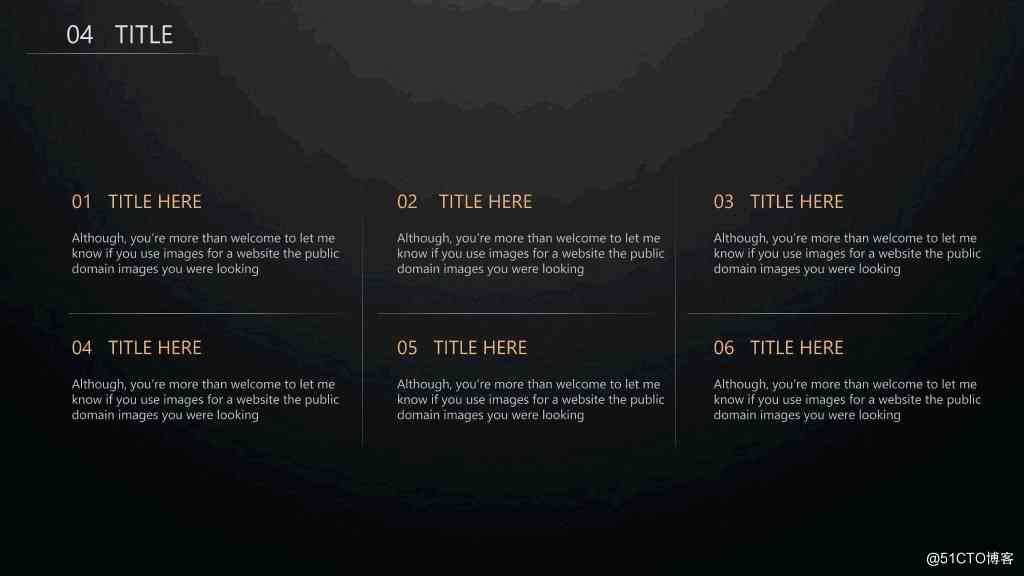 04 TITLE
01 TITLE HERE
Although, you're more than welcome to let me
know if you use images for a website the public
domain images you were looking
02 TITLE HERE
Although, you're more than welcome to let me
know if you use images for a website the public
domain images you were looking
03 TITLE HERE
Although, you're more than welcome to let me
know if you use images for a website the public
domain images you were looking
04 TITLE HERE
Although, you're more than welcome to let me
know if you use images for a website the public
domain images you were looking
05 TITLE HERE
Although, you're more than welcome to let me
know if you use images for a website the public
domain images you were looking
06 TITLE HERE
Although, you're more than welcome to let me
know if you use images for a website the public
domain images you were looking
@51CTO博客